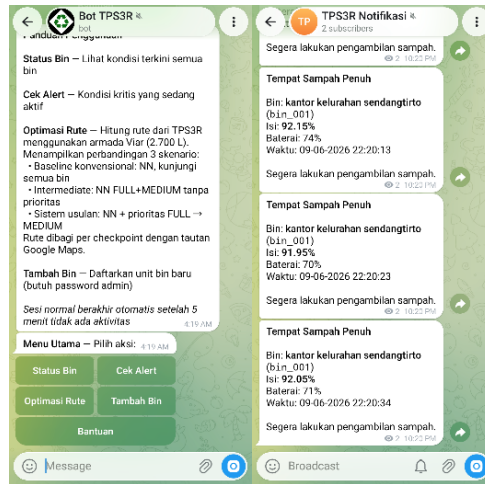 Bot TPS3R
bot
Panduan Penggunaan
Status Bin — Lihat kondisi terkini semua
bin
Cek Alert — Kondisi kritis yang sedang
aktif
Optimasi Rute — Hitung rute dari TPS3R
menggunakan armada Viar (2.700 L).
Menampilkan perbandingan 3 skenario:
• Baseline konvensional: NN, kunjungi
semua bin
• Intermediate: NN FULL+MEDIUM tanpa
prioritas
• Sistem usulan: NN + prioritas FULL →
MEDIUM
Rute dibagi per checkpoint dengan tautan
Google Maps.
Tambah Bin — Daftarkan unit bin baru
(butuh password admin)
Sesi normal berakhir otomatis setelah 5
menit tidak ada aktivitas
4:19 AM
Menu Utama — Pilih aksi: 4:19 AM
Status Bin Cek Alert
Optimasi Rute Tambah Bin
Bantuan
Message
TP
TPS3R Notifikasi
2 subscribers
Segera lakukan pengambilan sampah.
2 10:20 PM
Tempat Sampah Penuh
Bin: kantor kelurahan sendangtirto
(bin_001)
Isi: 92.15%
Baterai: 74%
Waktu: 09-06-2026 22:20:13
Segera lakukan pengambilan sampah.
2 10:20 PM
Tempat Sampah Penuh
Bin: kantor kelurahan sendangtirto
(bin_001)
Isi: 91.95%
Baterai: 70%
Waktu: 09-06-2026 22:20:23
Segera lakukan pengambilan sampah.
2 10:20 PM
Tempat Sampah Penuh
Bin: kantor kelurahan sendangtirto
(bin_001)
Isi: 92.05%
Baterai: 71%
Waktu: 09-06-2026 22:20:34
Segera lakukan pengambilan sampah.
2 10:20 PM
Broadcast